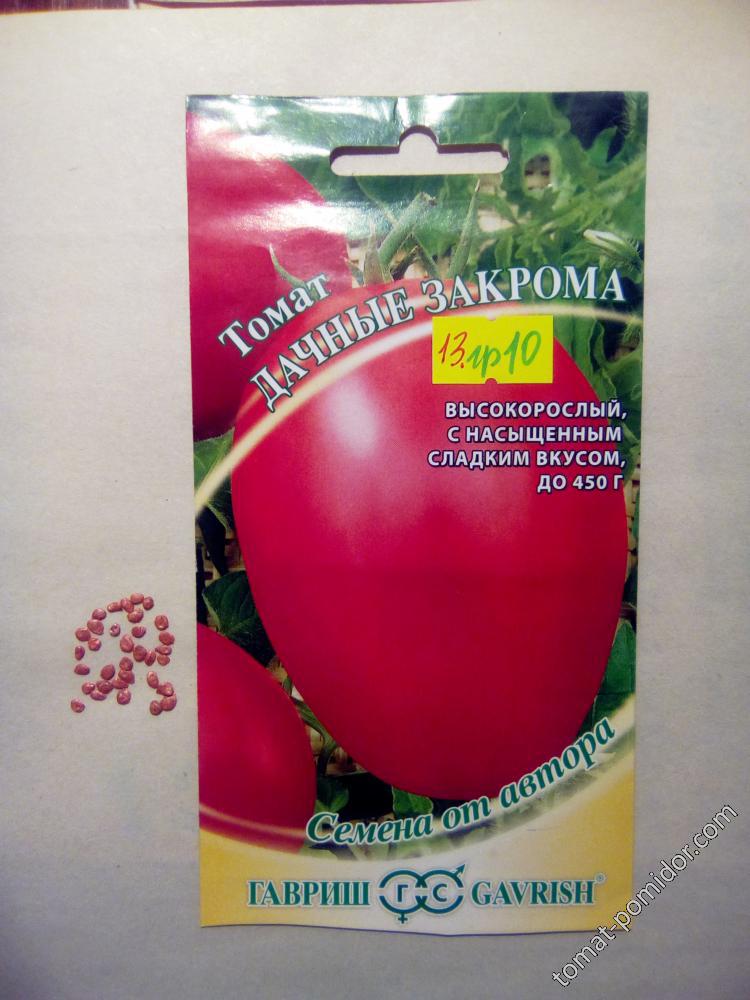 Томат
ДАЧНЫЕ ЗАКРОМА
13.гр10
ВЫСОКОРОСЛЫЙ,
С НАСЫЩЕННЫМ
СЛАДКИМ ВКУСОМ,
ДО 450 Г
Семена от автора
ГАВРИШ ГС GAVRISH®
tomat-pomidor.com